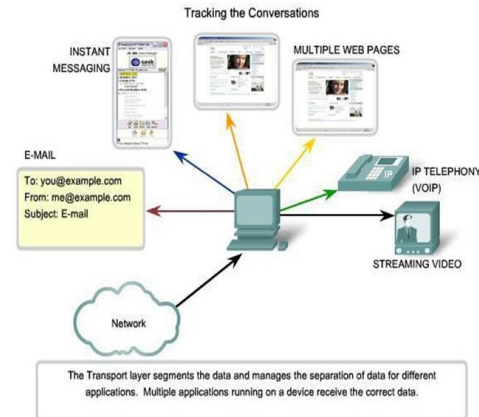 Tracking the Conversations
INSTANT
MESSAGING
seek
MULTIPLE WEB PAGES
E-MAIL
To: you@example.com
From: me@example.com
Subject: E-mail
IP
IP TELEPHONY
(VOIP)
STREAMING VIDEO
Network
The Transport layer segments the data and manages the separation of data for different
applications. Multiple applications running on a device receive the correct data.